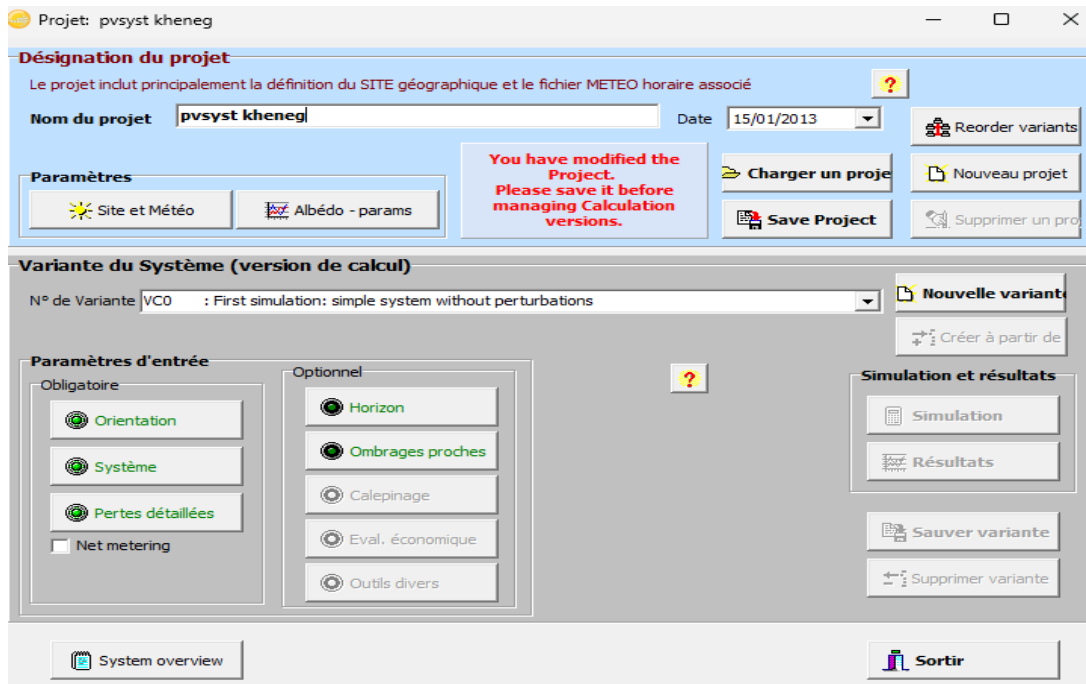 Projet: pvsyst kheneg
Désignation du projet
Le projet inclut principalement la définition du SITE géographique et le fichier METEO horaire associé
?
Nom du projet pvsyst kheneg Date 15/01/2013
Reorder variants
You have modified the
Project.
Please save it before
managing Calculation
versions.
Charger un proje
Nouveau projet
Paramètres
Site et Météo
Albédo - params
Save Project
Supprimer un proj
Variante du Système (version de calcul)
N° de Variante VC0 : First simulation: simple system without perturbations
Nouvelle variante
Créer à partir de
Paramètres d'entrée
Obligatoire
Orientation
Système
Pertes détaillées
Net metering
Optionnel
Horizon
Ombrages proches
Calepinage
Eval. économique
Outils divers
?
Simulation et résultats
Simulation
Résultats
Sauver variante
Supprimer variante
System overview
Sortir